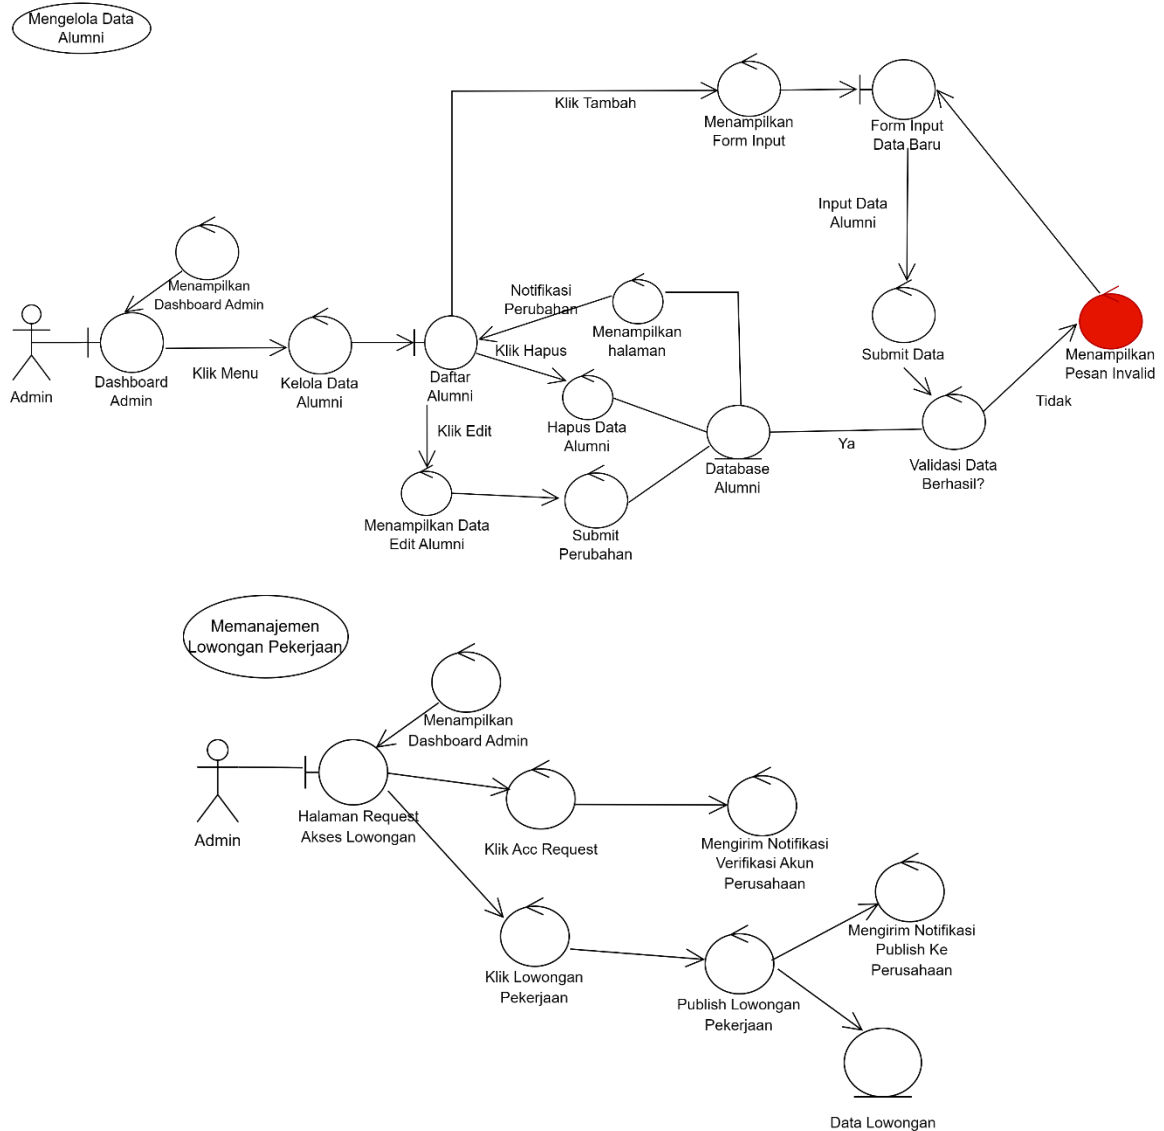 Mengelola Data
Alumni
Klik Tambah
Menampilkan
Form Input
Form Input
Data Baru
Input Data
Alumni
Menampilkan
Dashboard Admin
Notifikasi
Perubahan
Menampilkan
halaman
Submit Data
Menampilkan
Pesan Invalid
Admin
Dashboard
Admin
Klik Menu
Kelola Data
Alumni
Daftar
Alumni
Klik Hapus
Hapus Data
Alumni
Klik Edit
Database
Alumni
Ya
Validasi Data
Berhasil?
Tidak
Menampilkan Data
Edit Alumni
Submit
Perubahan
Memanajemen
Lowongan Pekerjaan
Menampilkan
Dashboard Admin
Admin
Halaman Request
Akses Lowongan
Klik Acc Request
Mengirim Notifikasi
Verifikasi Akun
Perusahaan
Klik Lowongan
Pekerjaan
Publish Lowongan
Pekerjaan
Mengirim Notifikasi
Publish Ke
Perusahaan
Data Lowongan